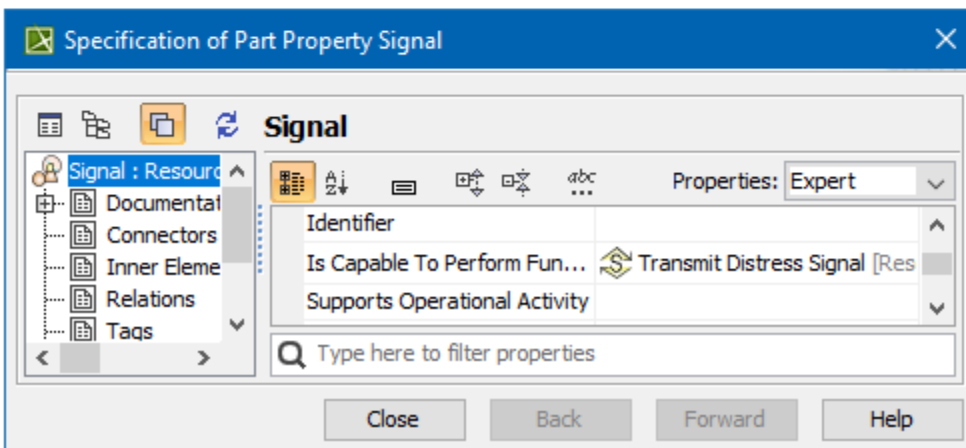 Specification of Part Property Signal
Signal
Signal : Resourc
Documentat
Connectors
Inner Eleme
Relations
Tags
Properties: Expert
Identifier
Is Capable To Perform Fun... Transmit Distress Signal [Res
Supports Operational Activity
Type here to filter properties
Close Back Forward Help